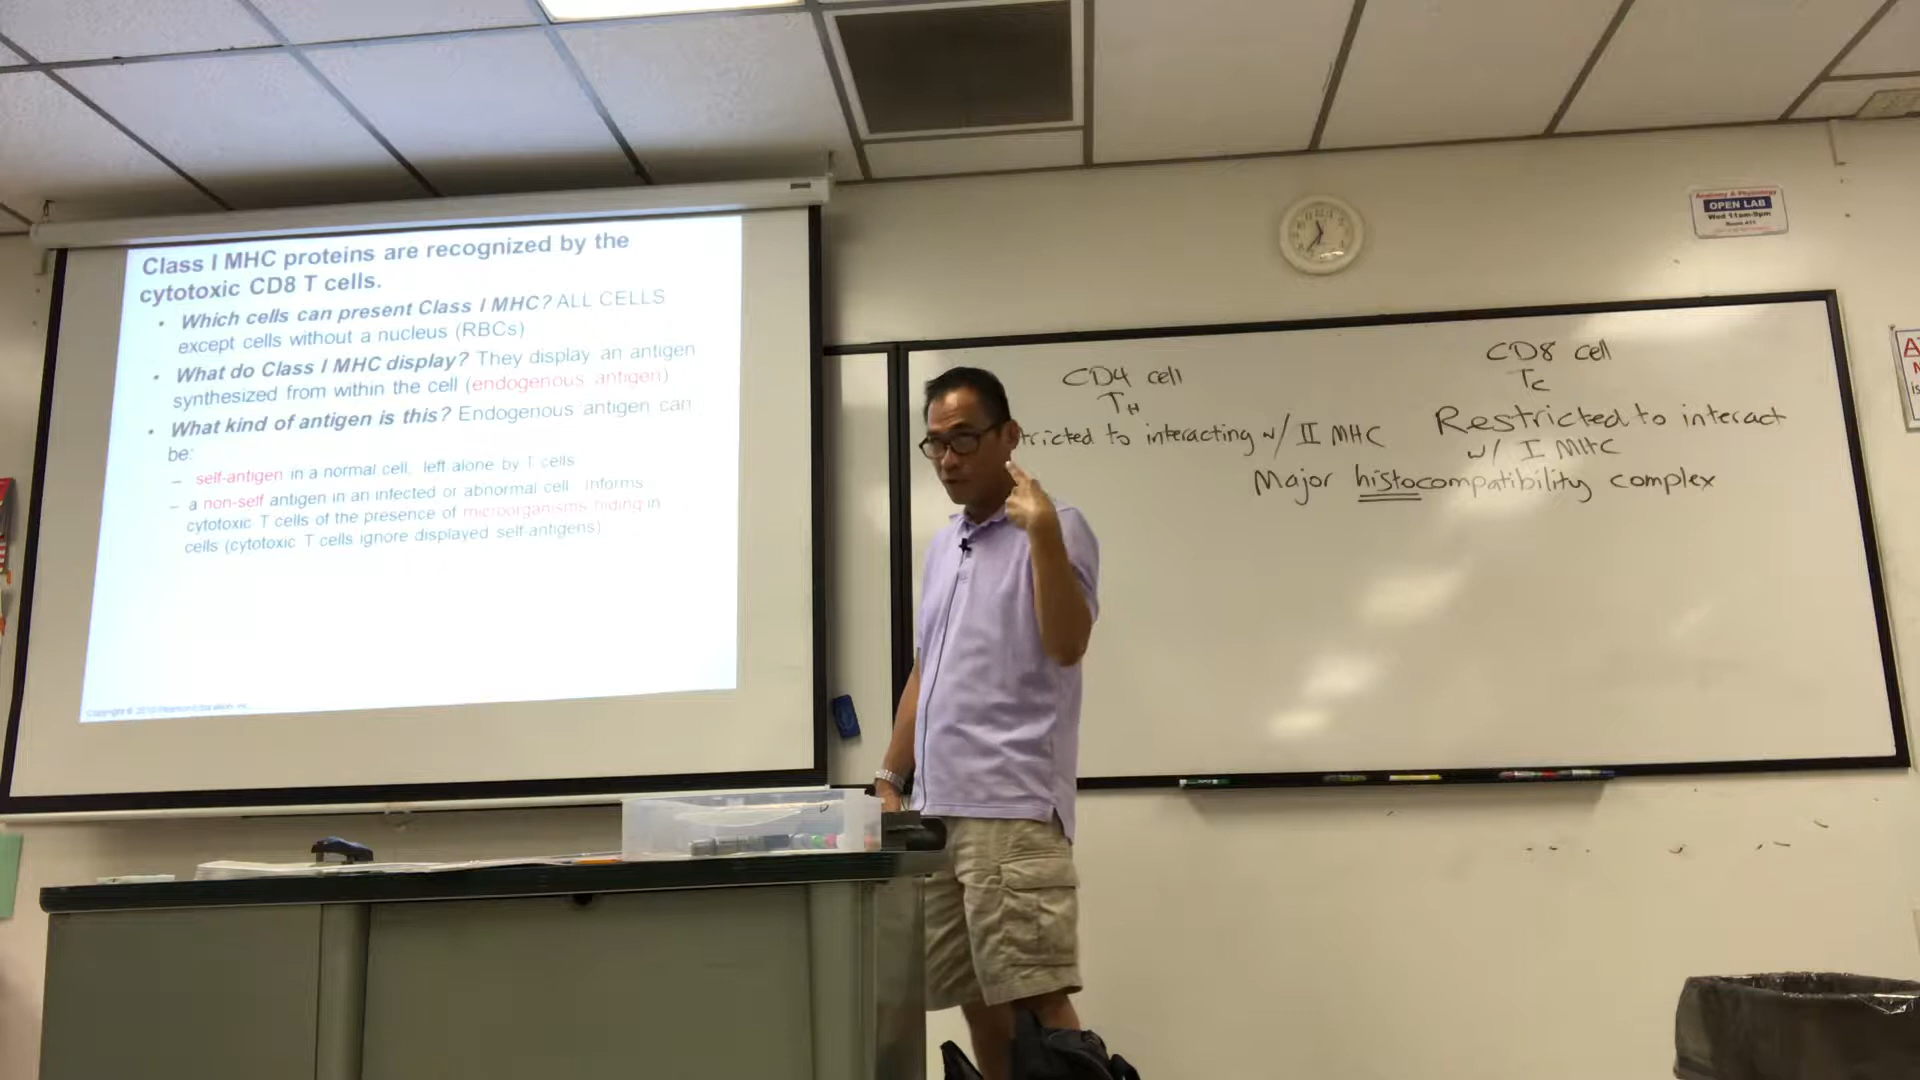 Class I MHC proteins are recognized by the
cytotoxic CD8 T cells.
• Which cells can present Class I MHC? ALL CELLS
except cells without a nucleus (RBCs)
• What do Class I MHC display? They display an antigen
synthesized from within the cell (endogenous antigen)
• What kind of antigen is this? Endogenous antigen can
be:
– self-antigen in a normal cell, left alone by T cells
– a non-self antigen in an infected or abnormal cell. Informs
cytotoxic T cells of the presence of microorganisms hiding in
cells (cytotoxic T cells ignore displayed self-antigens)
CD4 cell
TH
tricted to interacting w/ II MHC
CD8 cell
TC
Restricted to interact
w/ I MHC
Major histocompatibility complex
Anatomy & Physiology
OPEN LAB
Wed 11am-9pm